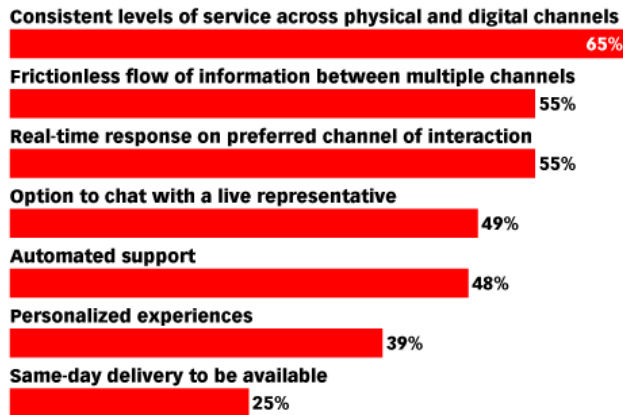 Consistent levels of service across physical and digital channels
65%
Frictionless flow of information between multiple channels
55%
Real-time response on preferred channel of interaction
55%
Option to chat with a live representative
49%
Automated support
48%
Personalized experiences
39%
Same-day delivery to be available
25%